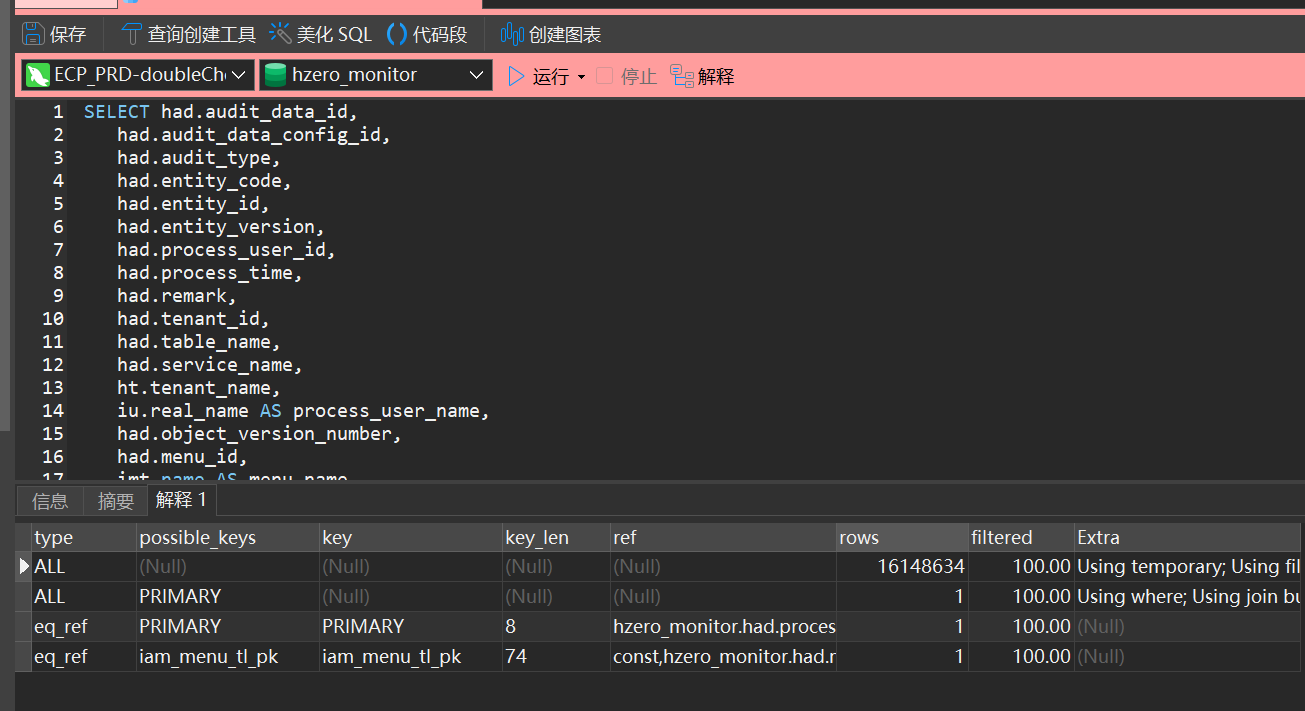 保存 查询创建工具 美化 SQL 代码段 创建图表
ECP_PRD-doubleCh hzero_monitor 运行 停止 解释
1 SELECT had.audit_data_id,
2 had.audit_data_config_id,
3 had.audit_type,
4 had.entity_code,
5 had.entity_id,
6 had.entity_version,
7 had.process_user_id,
8 had.process_time,
9 had.remark,
10 had.tenant_id,
11 had.table_name,
12 had.service_name,
13 ht.tenant_name,
14 iu.real_name AS process_user_name,
15 had.object_version_number,
16 had.menu_id,
17 imt.name AS menu_name
信息 摘要 解释 1
type possible_keys key key_len ref rows filtered Extra
ALL (Null) (Null) (Null) (Null) 16148634 100.00 Using temporary; Using fil
ALL PRIMARY (Null) (Null) (Null) 1 100.00 Using where; Using join bu
eq_ref PRIMARY PRIMARY 8 hzero_monitor.had.proces 1 100.00 (Null)
eq_ref iam_menu_tl_pk iam_menu_tl_pk 74 const,hzero_monitor.had.r 1 100.00 (Null)